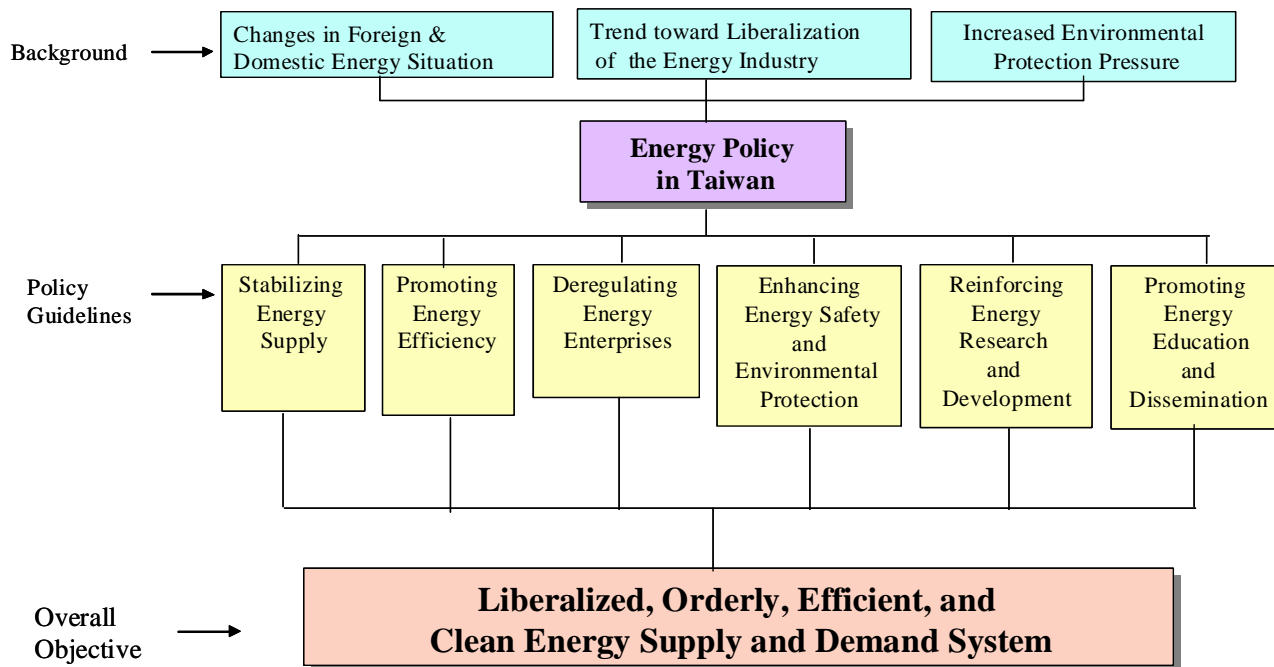 Background
Changes in Foreign &
Domestic Energy Situation
Trend toward Liberalization
of the Energy Industry
Increased Environmental
Protection Pressure
Energy Policy
in Taiwan
Policy
Guidelines
Stabilizing
Energy
Supply
Promoting
Energy
Efficiency
Deregulating
Energy
Enterprises
Enhancing
Energy Safety
and
Environmental
Protection
Reinforcing
Energy
Research
and
Development
Promoting
Energy
Education
and
Dissemination
Overall
Objective
Liberalized, Orderly, Efficient, and
Clean Energy Supply and Demand System